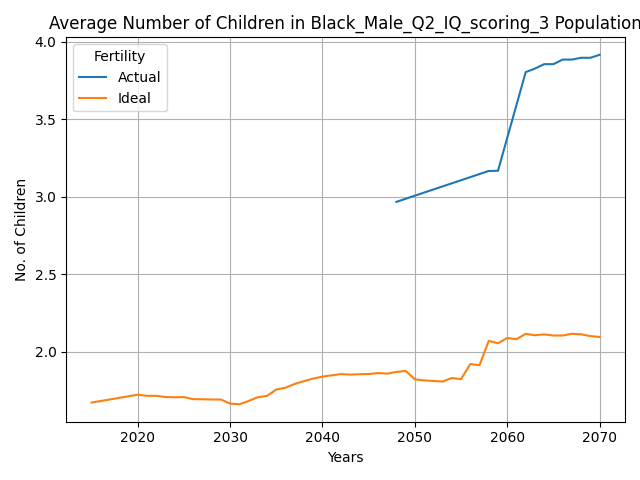 Average Number of Children in Black_Male_Q2_IQ_scoring_3 Population
Fertility
Actual
Ideal
No. of Children
4.0
3.5
3.0
2.5
2.0
2020 2030 2040 2050 2060 2070
Years